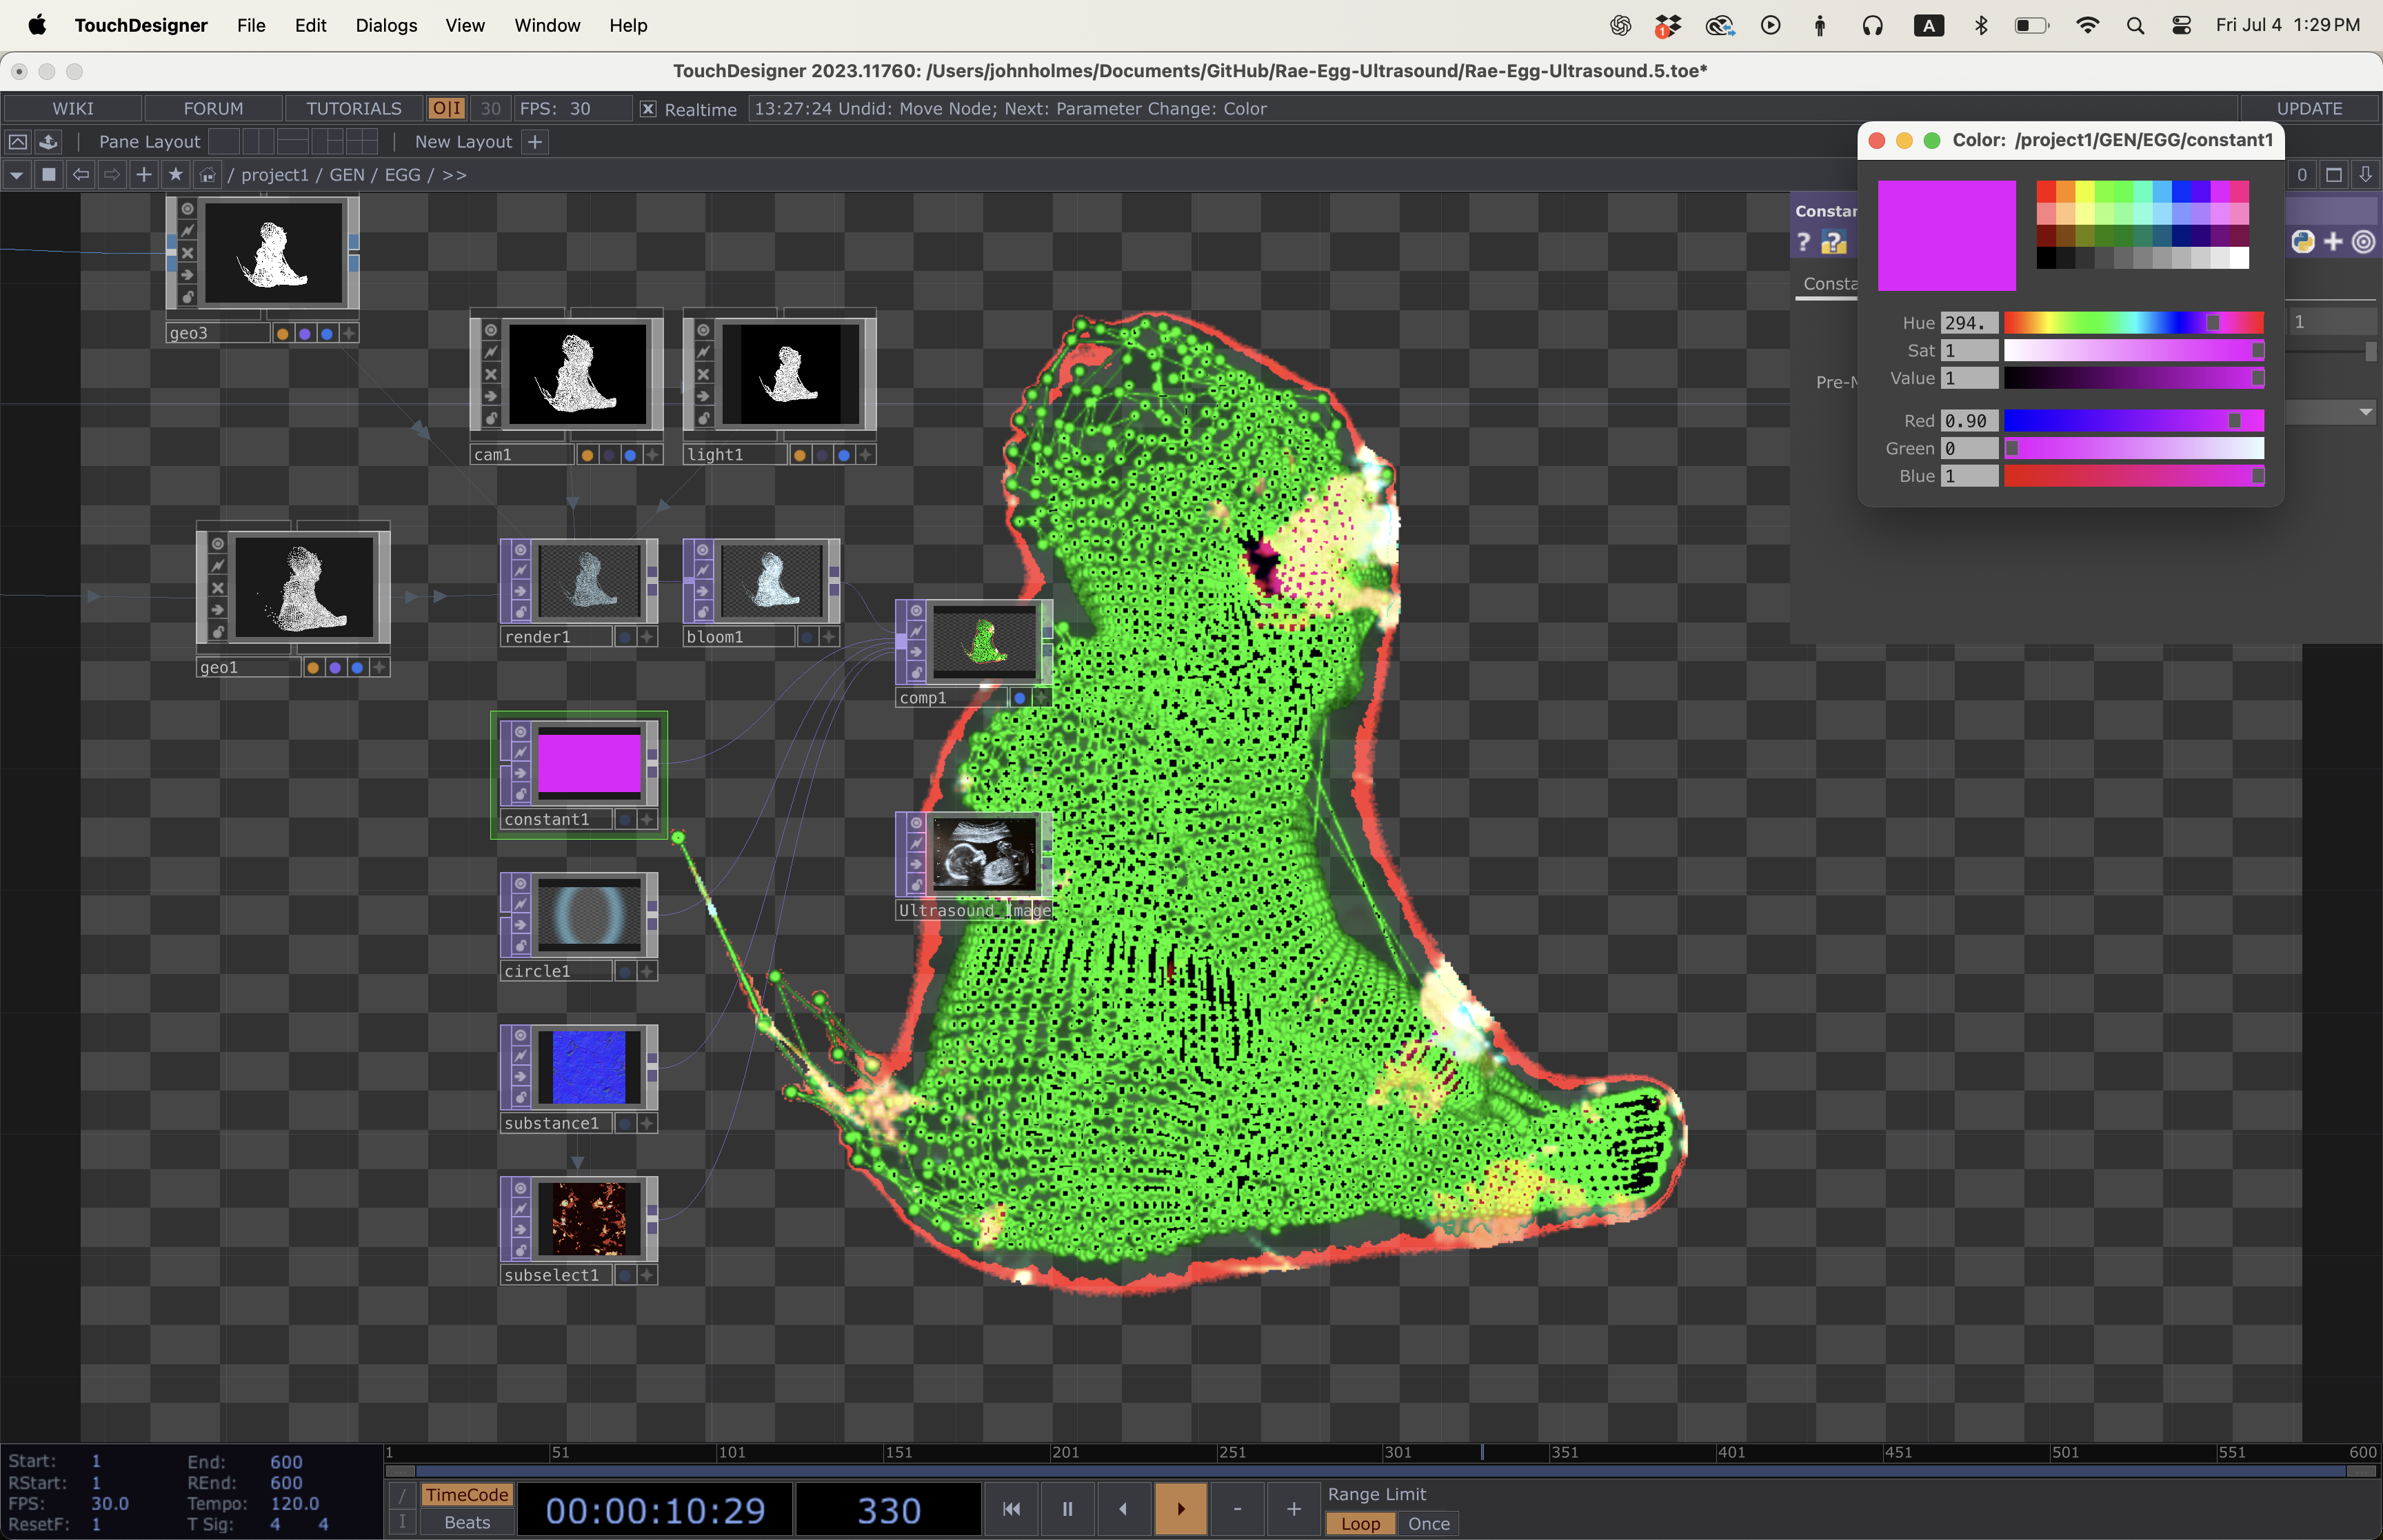 TouchDesigner File Edit Dialogs View Window Help
1 A Fri Jul 4 1:29 PM
TouchDesigner 2023.11760: /Users/johnholmes/Documents/GitHub/Rae-Egg-Ultrasound/Rae-Egg-Ultrasound.5.toe*
WIKI FORUM TUTORIALS O|I 30 FPS: 30 X Realtime 13:27:24 Undid: Move Node; Next: Parameter Change: Color UPDATE
Pane Layout New Layout +
/ project1 / GEN / EGG / >> 0
Color: /project1/GEN/EGG/constant1
Hue 294.
Sat 1
Value 1
Red 0.90
Green 0
Blue 1
Constan
? ?
Consta
1
Pre-M
geo3
cam1
light1
render1
bloom1
geo1
comp1
constant1
Ultrasound_Image
circle1
substance1
subselect1
1 51 101 151 201 251 301 351 401 451 501 551 600
Start: 1 End: 600
RStart: 1 REnd: 600
FPS: 30.0 Tempo: 120.0
ResetF: 1 T Sig: 4 4
/ TimeCode
I Beats
00:00:10:29 330
- +
Range Limit
Loop Once